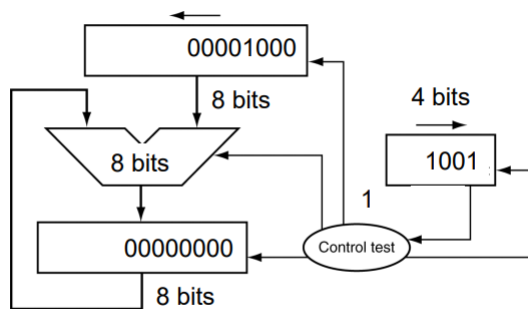 00001000
8 bits
4 bits
8 bits
1001
1
00000000
Control test
8 bits